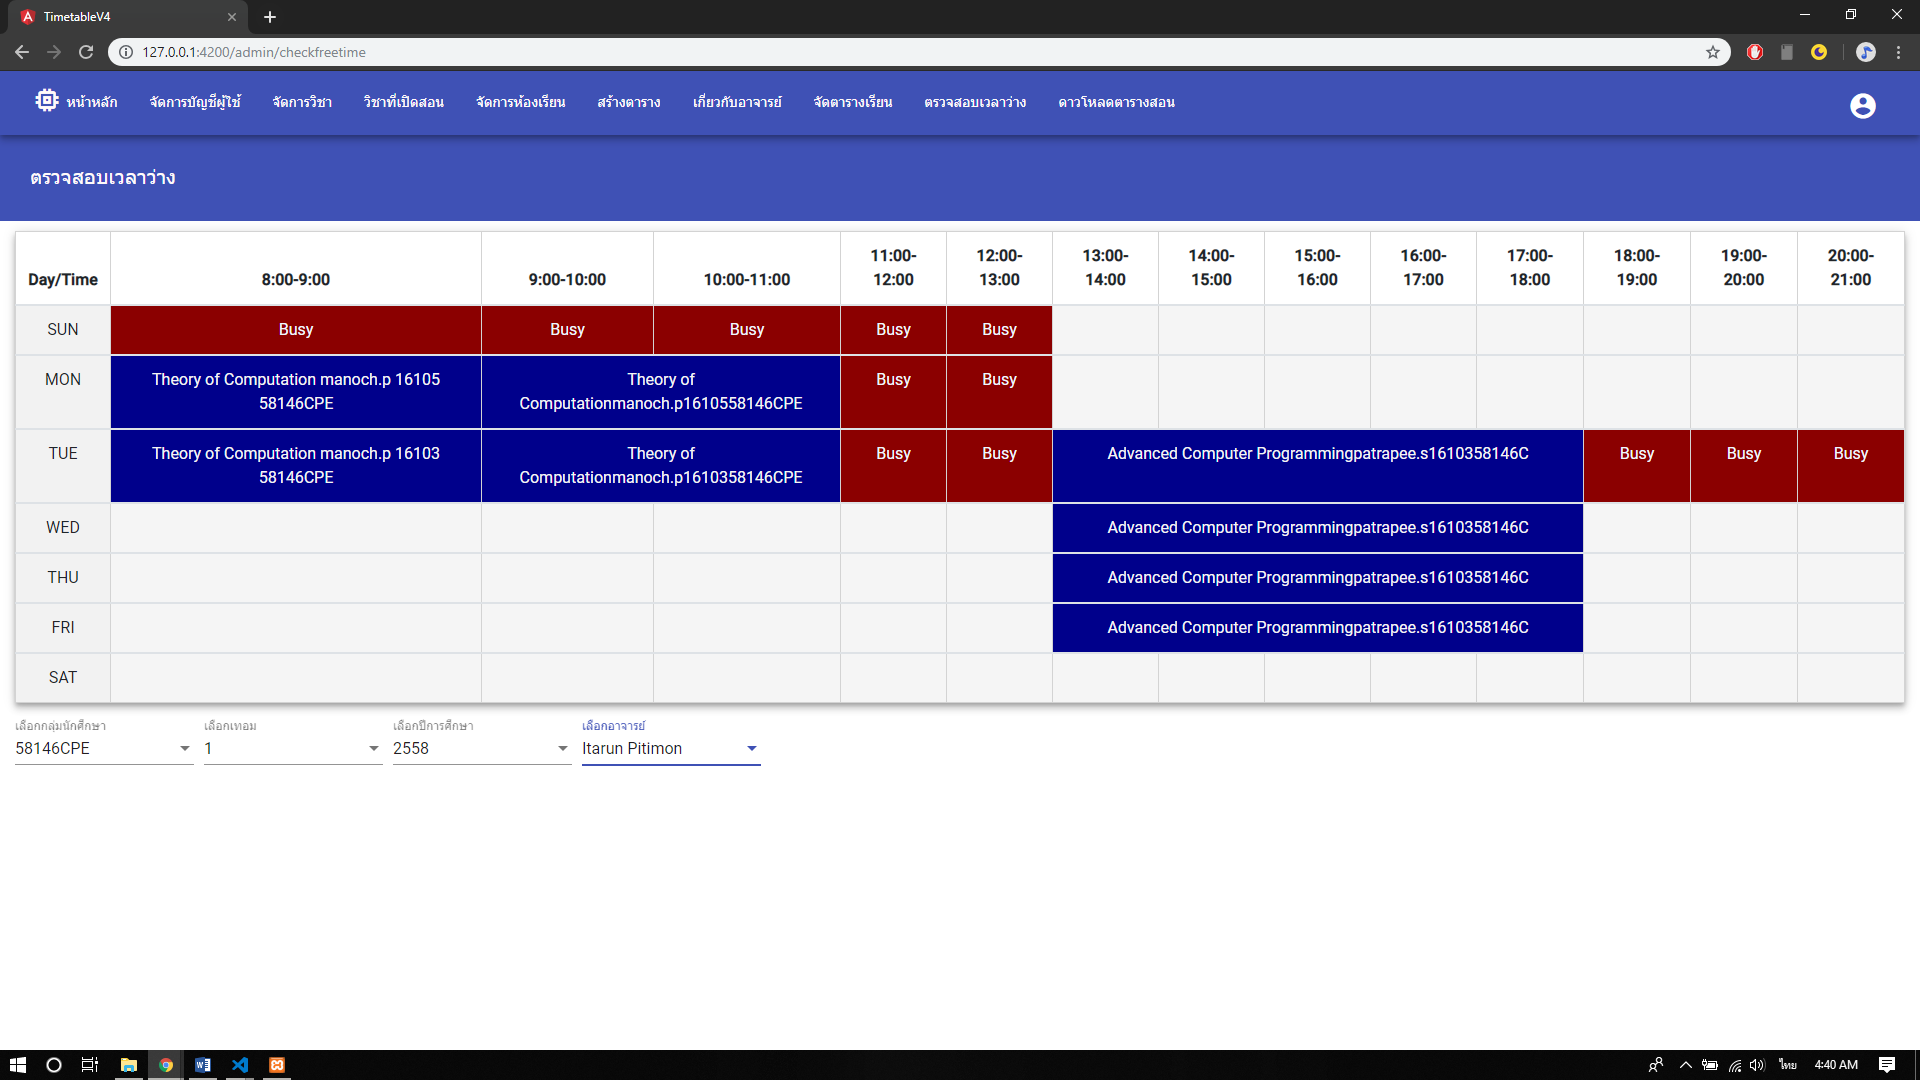 TimetableV4
127.0.0.1:4200/admin/checkfreetime
หน้าหลัก จัดการบัญชีผู้ใช้ จัดการวิชา วิชาที่เปิดสอน จัดการห้องเรียน สร้างตาราง เกี่ยวกับอาจารย์ จัดตารางเรียน ตรวจสอบเวลาว่าง ดาวโหลดตารางสอน
ตรวจสอบเวลาว่าง
Day/Time 8:00-9:00 9:00-10:00 10:00-11:00 11:00-12:00 12:00-13:00 13:00-14:00 14:00-15:00 15:00-16:00 16:00-17:00 17:00-18:00 18:00-19:00 19:00-20:00 20:00-21:00
SUN Busy Busy Busy Busy Busy
MON Theory of Computation manoch.p 16105 58146CPE Theory of Computationmanoch.p1610558146CPE Busy Busy
TUE Theory of Computation manoch.p 16103 58146CPE Theory of Computationmanoch.p1610358146CPE Busy Busy Advanced Computer Programmingpatrapee.s1610358146C Busy Busy Busy
WED Advanced Computer Programmingpatrapee.s1610358146C
THU Advanced Computer Programmingpatrapee.s1610358146C
FRI Advanced Computer Programmingpatrapee.s1610358146C
SAT
เลือกกลุ่มนักศึกษา เลือกเทอม เลือกปีการศึกษา เลือกอาจารย์
58146CPE 1 2558 Itarun Pitimon
ไทย 4:40 AM